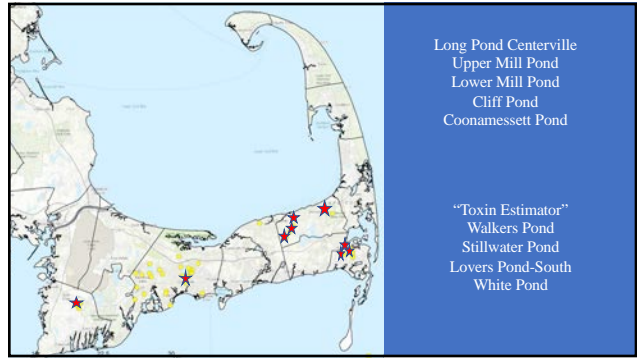 Long Pond Centerville
Upper Mill Pond
Lower Mill Pond
Cliff Pond
Coonamessett Pond
“Toxin Estimator”
Walkers Pond
Stillwater Pond
Lovers Pond-South
White Pond